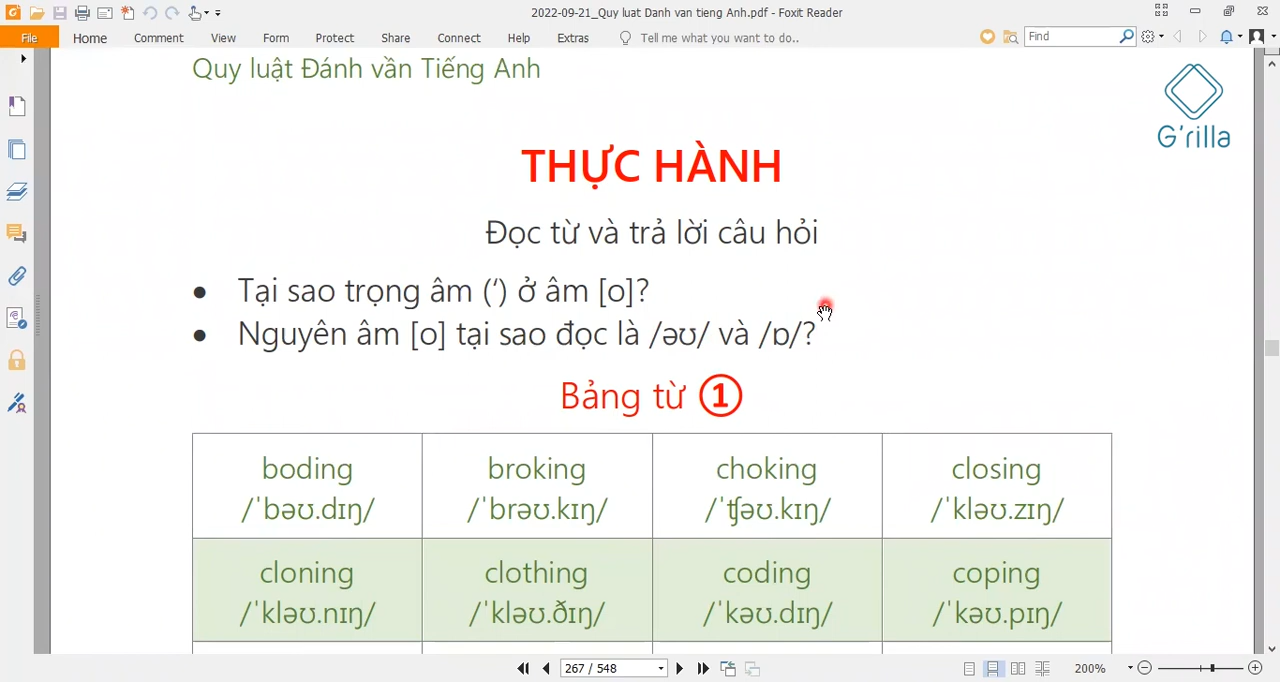 2022-09-21_Quy luat Danh van tieng Anh.pdf - Foxit Reader
File Home Comment View Form Protect Share Connect Help Extras Tell me what you want to do.. Find
Quy luật Đánh vần Tiếng Anh
G'rilla
THỰC HÀNH
Đọc từ và trả lời câu hỏi
● Tại sao trọng âm (‘) ở âm [o]?
● Nguyên âm [o] tại sao đọc là /əʊ/ và /ɒ/?
Bảng từ ①
boding broking choking closing
/ˈbəʊ.dɪŋ/ /ˈbrəʊ.kɪŋ/ /ˈʧəʊ.kɪŋ/ /ˈkləʊ.zɪŋ/
cloning clothing coding coping
/ˈkləʊ.nɪŋ/ /ˈkləʊ.ðɪŋ/ /ˈkəʊ.dɪŋ/ /ˈkəʊ.pɪŋ/
267 / 548 200%